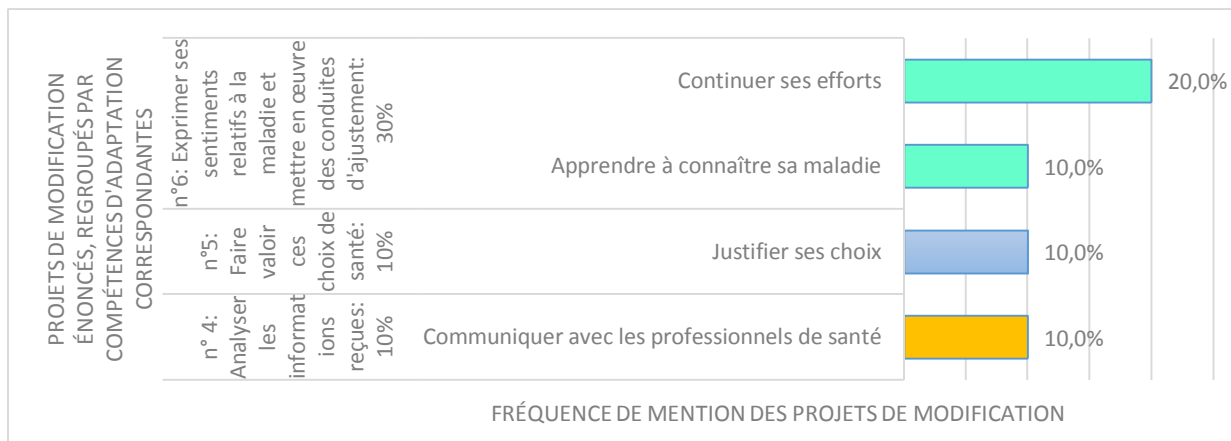 PROJETS DE MODIFICATION
ÉNONCÉS, REGROUPÉS PAR
COMPÉTENCES D'ADAPTATION
CORRESPONDANTES
n°6: Exprimer ses
sentiments
relatifs à la
maladie et
mettre en œuvre
des conduites
d'ajustement:
30%
Continuer ses efforts
20,0%
Apprendre à connaître sa maladie
10,0%
n°5:
Faire
valoir
ces
choix de
santé:
10%
Justifier ses choix
10,0%
n° 4:
Analyser
les
informat
ions
reçues:
10%
Communiquer avec les professionnels de santé
10,0%
FRÉQUENCE DE MENTION DES PROJETS DE MODIFICATION